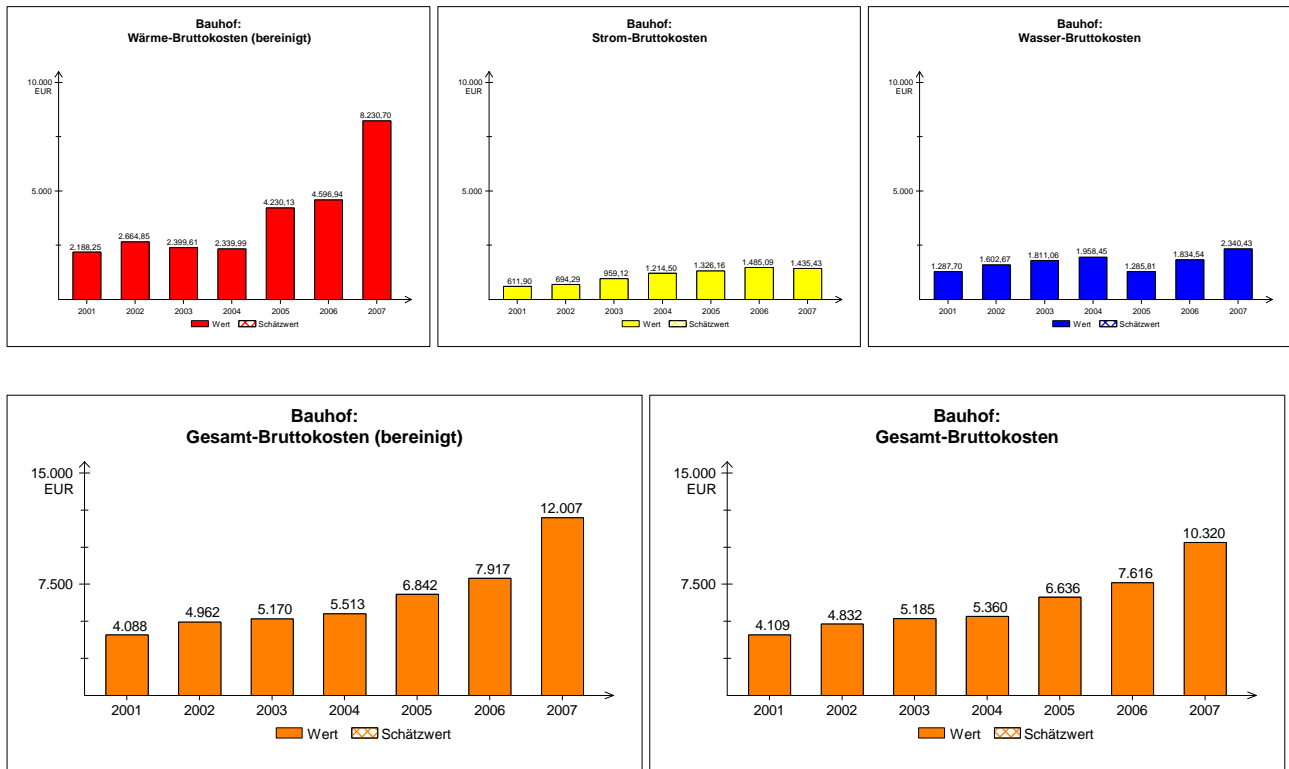 Bauhof:
Wärme-Bruttokosten (bereinigt)
10.000
EUR
5.000
2.188,25
2.664,85
2.399,61
2.339,99
4.230,13
4.596,94
8.230,70
2001 2002 2003 2004 2005 2006 2007
Wert Schätzwert
Bauhof:
Strom-Bruttokosten
10.000
EUR
5.000
611,90
694,29
959,12
1.214,50
1.326,16
1.485,09
1.435,43
2001 2002 2003 2004 2005 2006 2007
Wert Schätzwert
Bauhof:
Wasser-Bruttokosten
10.000
EUR
5.000
1.287,70
1.602,67
1.811,06
1.958,45
1.285,81
1.834,54
2.340,43
2001 2002 2003 2004 2005 2006 2007
Wert Schätzwert
Bauhof:
Gesamt-Bruttokosten (bereinigt)
15.000
EUR
7.500
4.088
4.962
5.170
5.513
6.842
7.917
12.007
2001 2002 2003 2004 2005 2006 2007
Wert Schätzwert
Bauhof:
Gesamt-Bruttokosten
15.000
EUR
7.500
4.109
4.832
5.185
5.360
6.636
7.616
10.320
2001 2002 2003 2004 2005 2006 2007
Wert Schätzwert